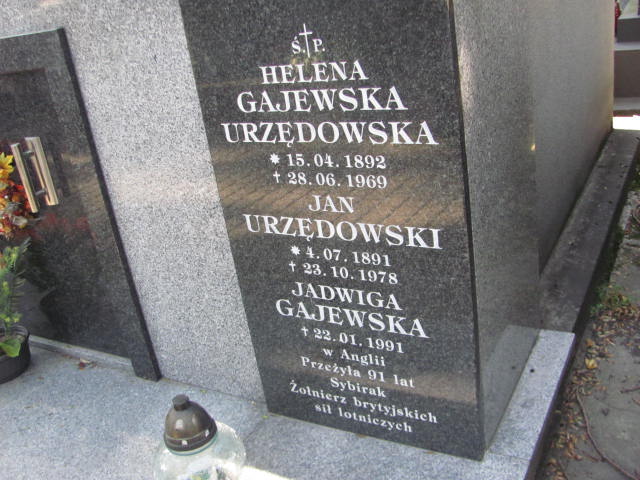 Ś.†P.
HELENA
GAJEWSKA
URZĘDOWSKA
* 15.04.1892
† 28.06.1969
JAN
URZĘDOWSKI
* 4.07.1891
† 23.10.1978
JADWIGA
GAJEWSKA
† 22.01.1991
w Anglii
Przeżyła 91 lat
Sybirak
Żołnierz brytyjskich
sił lotniczych